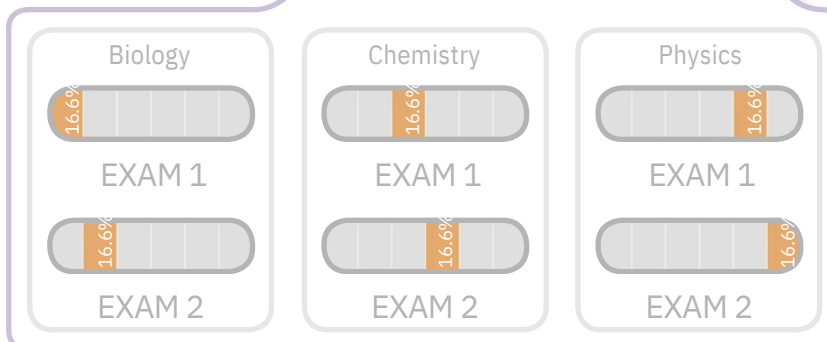 Biology
16.6%
EXAM 1
16.6%
EXAM 2
Chemistry
16.6%
EXAM 1
16.6%
EXAM 2
Physics
16.6%
EXAM 1
16.6%
EXAM 2